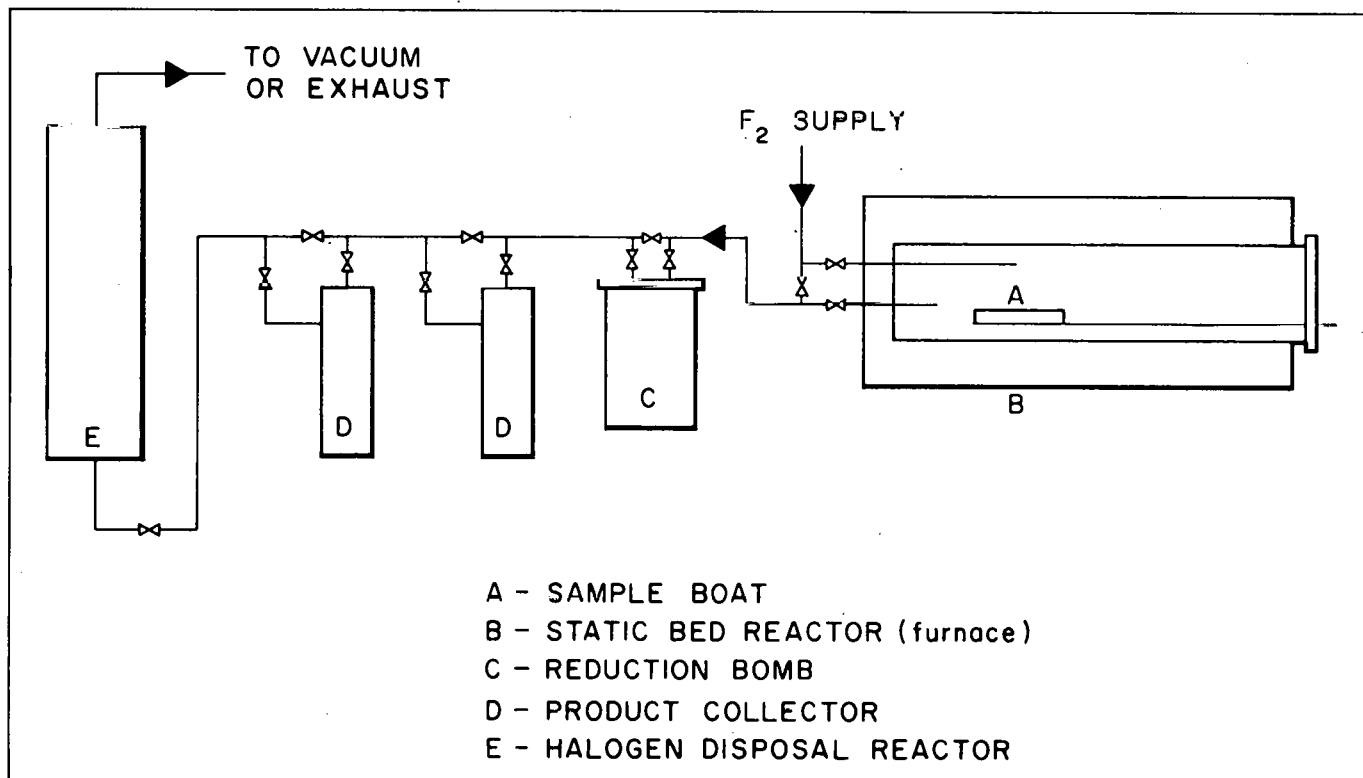 TO VACUUM
OR EXHAUST
F2 SUPPLY
A
B
C
D
D
E
A - SAMPLE BOAT
B - STATIC BED REACTOR (furnace)
C - REDUCTION BOMB
D - PRODUCT COLLECTOR
E - HALOGEN DISPOSAL REACTOR